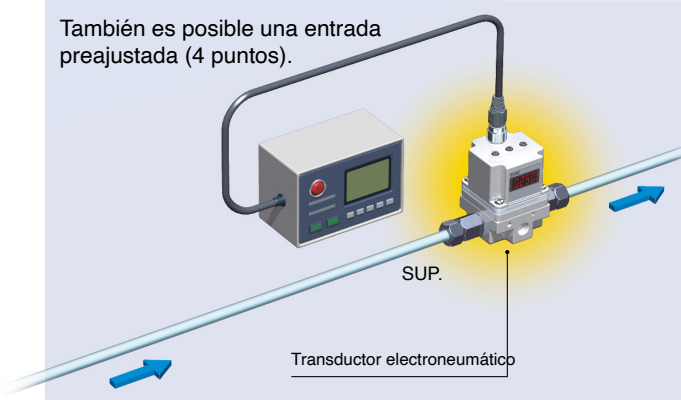 También es posible una entrada
preajustada (4 puntos).
SUP.
Transductor electroneumático